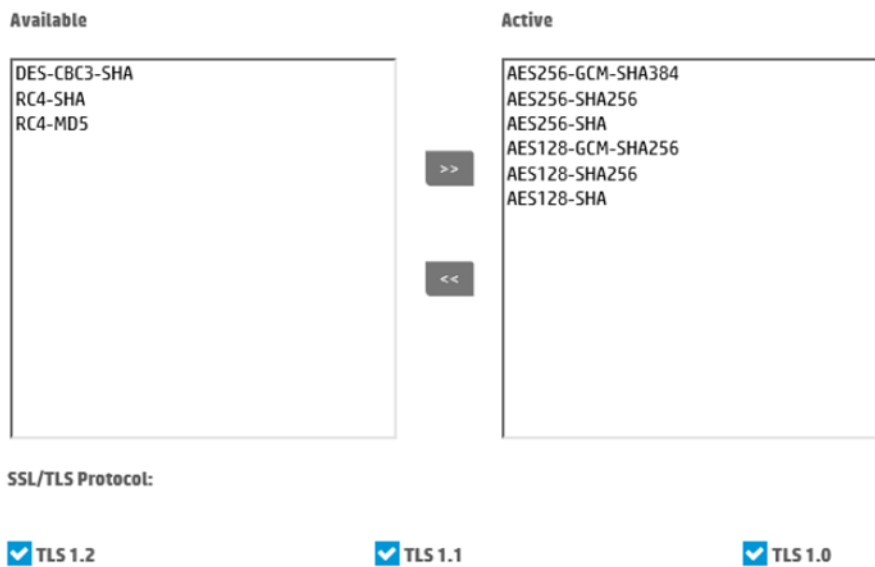 Available
DES-CBC3-SHA
RC4-SHA
RC4-MD5
>>
<<
Active
AES256-GCM-SHA384
AES256-SHA256
AES256-SHA
AES128-GCM-SHA256
AES128-SHA256
AES128-SHA
SSL/TLS Protocol:
TLS 1.2
TLS 1.1
TLS 1.0